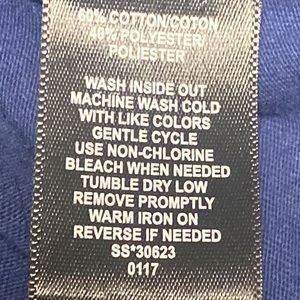 60% COTTON/COTON
40% POLYESTER/
POLIESTER
WASH INSIDE OUT
MACHINE WASH COLD
WITH LIKE COLORS
GENTLE CYCLE
USE NON-CHLORINE
BLEACH WHEN NEEDED
TUMBLE DRY LOW
REMOVE PROMPTLY
WARM IRON ON
REVERSE IF NEEDED
SS*30623
0117